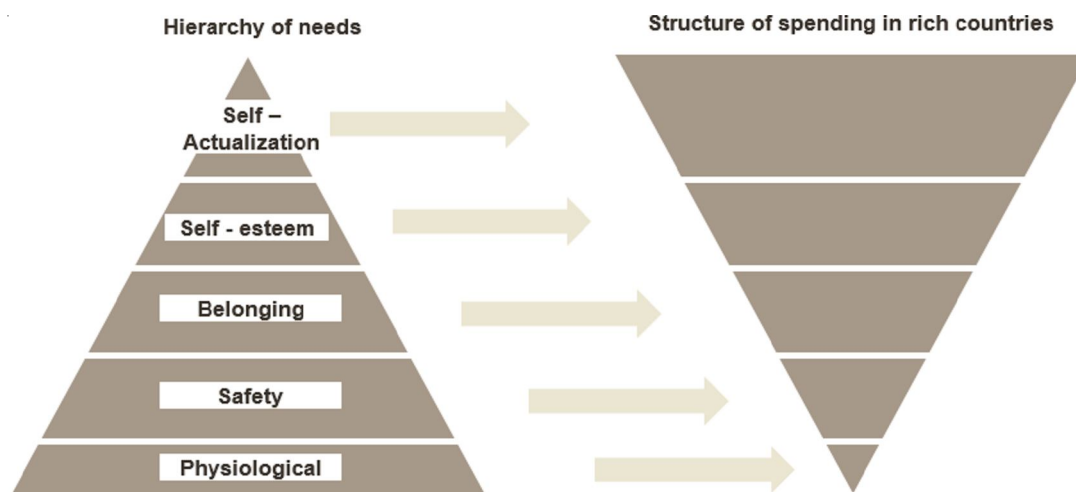 Hierarchy of needs
Structure of spending in rich countries
Self –
Actualization
Self - esteem
Belonging
Safety
Physiological